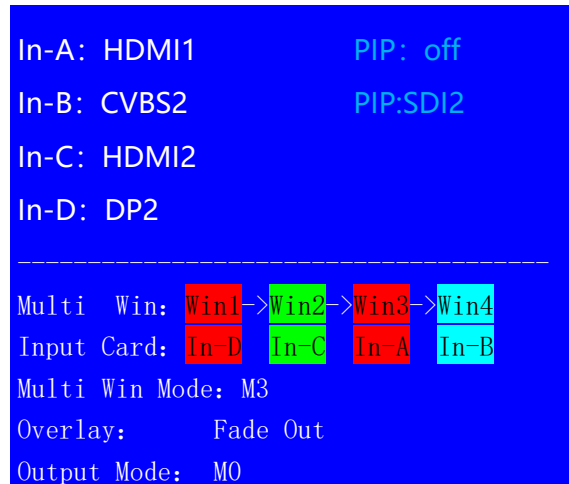 In-A: HDMI1 PIP: off
In-B: CVBS2 PIP:SDI2
In-C: HDMI2
In-D: DP2
--------------------------------------
Multi Win: Win1->Win2->Win3->Win4
Input Card: In-D In-C In-A In-B
Multi Win Mode: M3
Overlay: Fade Out
Output Mode: M0